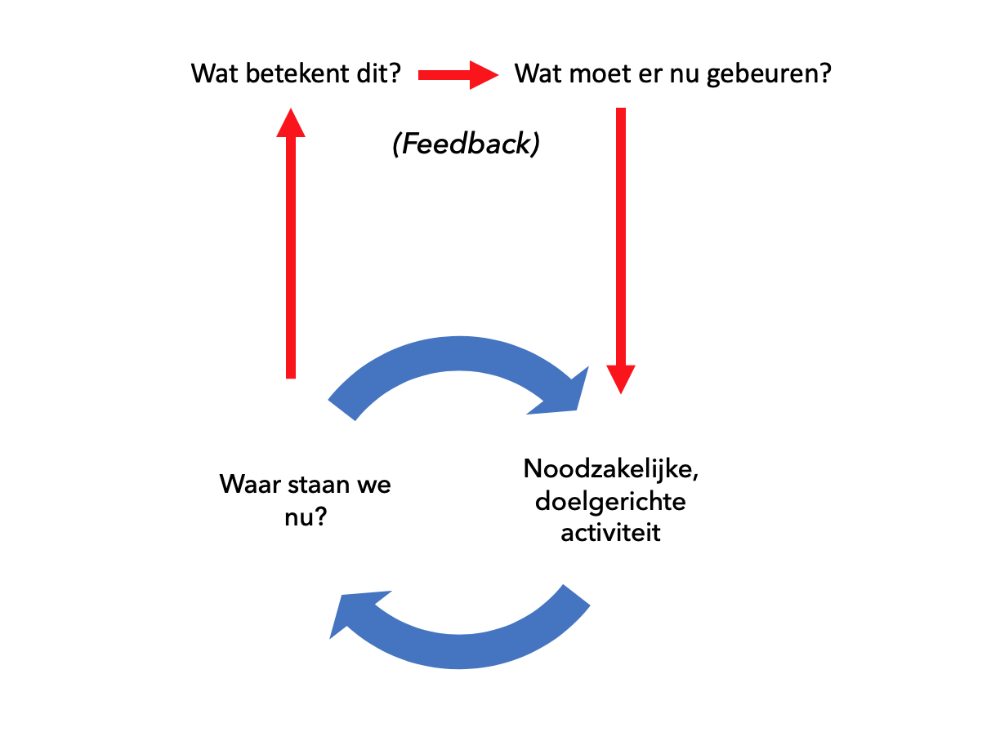 Wat betekent dit?
Wat moet er nu gebeuren?
(Feedback)
Waar staan we
nu?
Noodzakelijke,
doelgerichte
activiteit